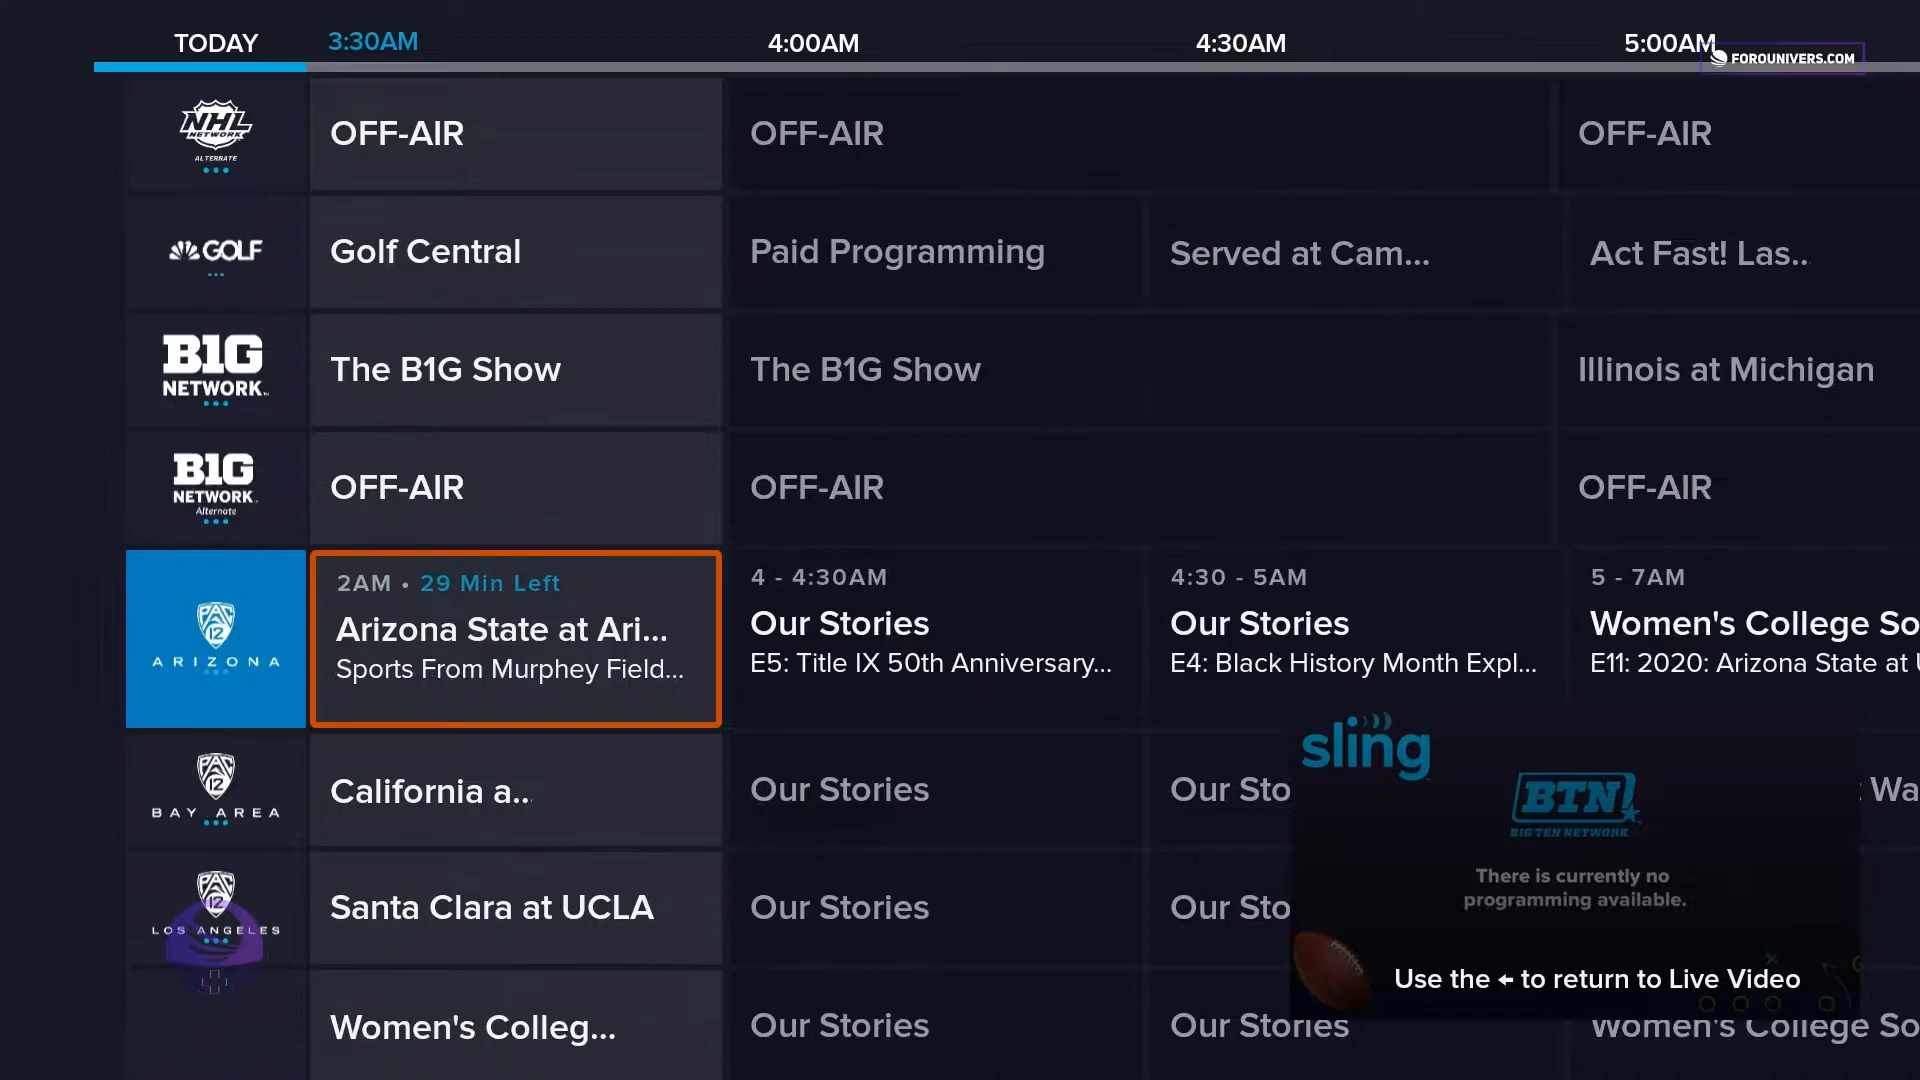 TODAY 3:30AM 4:00AM 4:30AM 5:00AM
FOROUNIVERS.COM
NHL
NETWORK
ALTERNATE
OFF-AIR OFF-AIR OFF-AIR
GOLF
Golf Central Paid Programming Served at Cam... Act Fast! Las..
B1G
NETWORK
The B1G Show The B1G Show Illinois at Michigan
B1G
NETWORK
Alternate
OFF-AIR OFF-AIR OFF-AIR
PAC
12
ARIZONA
2AM • 29 Min Left
Arizona State at Ari...
Sports From Murphey Field...
4 - 4:30AM
Our Stories
E5: Title IX 50th Anniversary...
4:30 - 5AM
Our Stories
E4: Black History Month Expl...
5 - 7AM
Women's College So
E11: 2020: Arizona State at
PAC
12
BAY AREA
California a.. Our Stories Our Sto : Wa
PAC
12
LOS ANGELES
Santa Clara at UCLA Our Stories Our Sto
Women's Colleg... Our Stories Our Stories Women's College So
sling
BTN
BIG TEN NETWORK
There is currently no
programming available.
Use the ← to return to Live Video